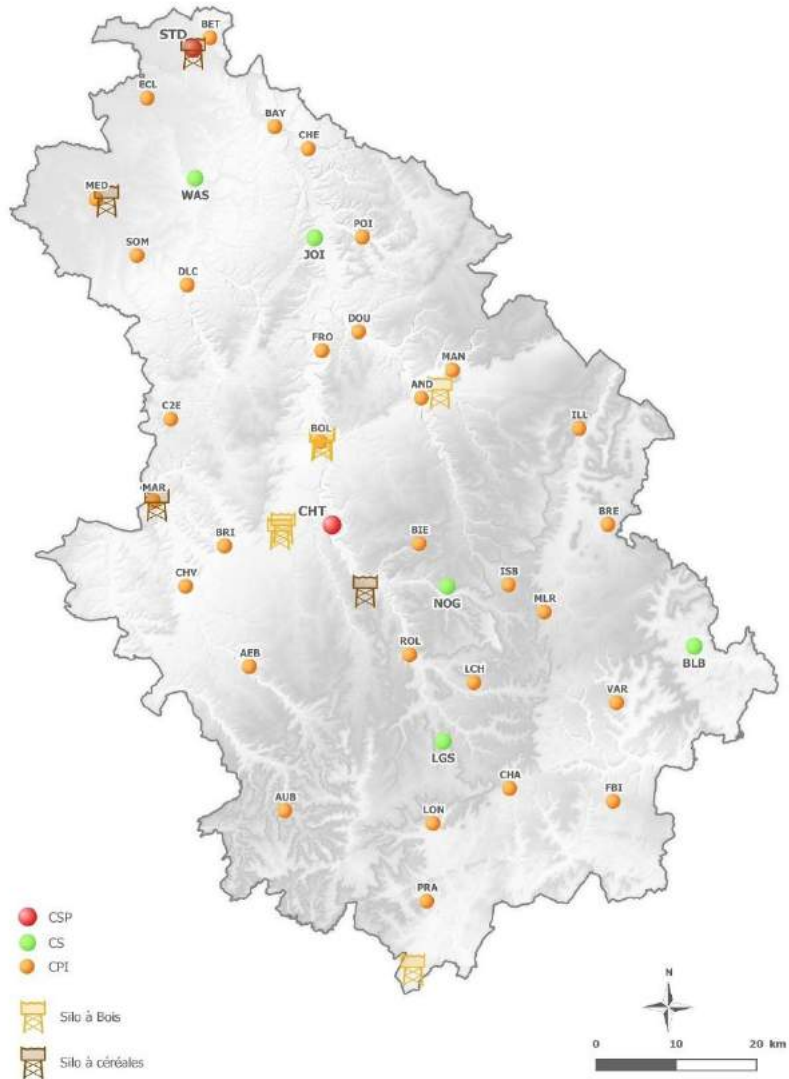 BET
STD
ECL
BAY
CHE
WAS
MED
POI
JOI
SOM
DLC
DOU
FRO
MAN
AND
C2E
ILL
BOL
MAR
CHT
BRE
BRI
BIE
CHV
ISB
NOG
MLR
AEB
ROL
BLB
LCH
VAR
LGS
CHA
FBI
AUB
LON
PRA
CSP
CS
CPI
Silo à Bois
Silo à céréales
N
0 10 20 km